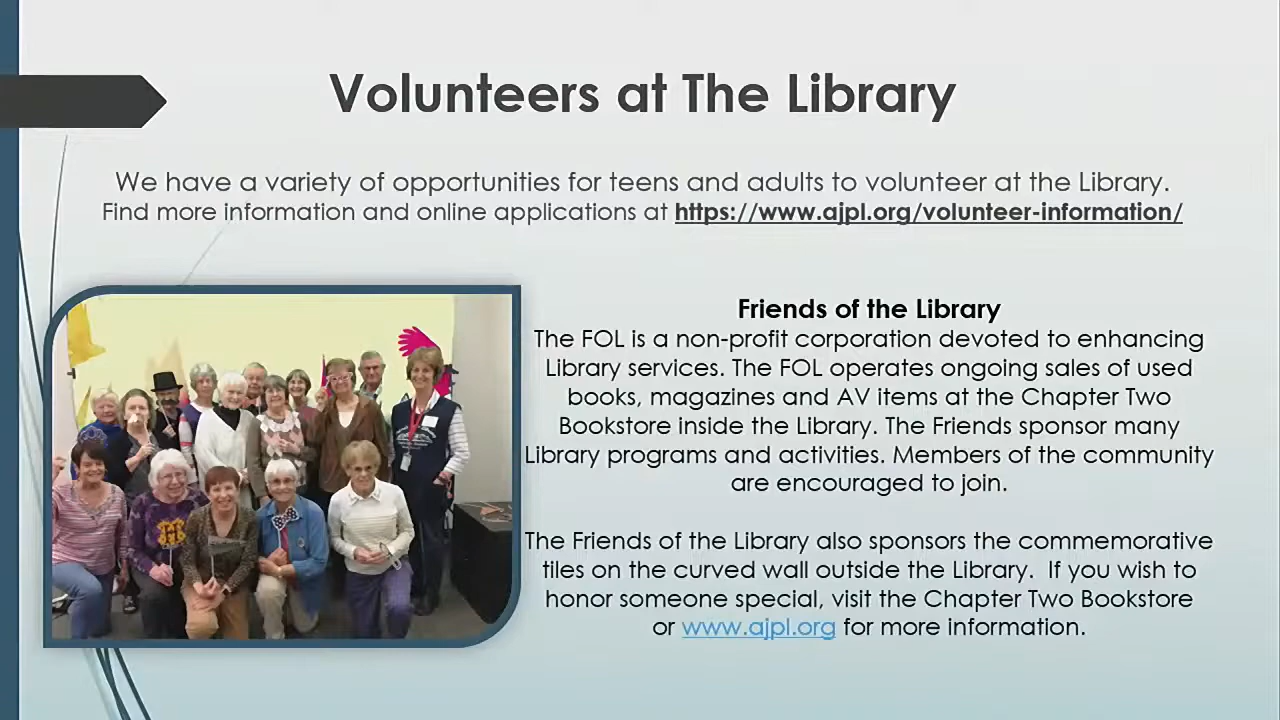 Volunteers at The Library
We have a variety of opportunities for teens and adults to volunteer at the Library.
Find more information and online applications at https://www.ajpl.org/volunteer-information/
Friends of the Library
The FOL is a non-profit corporation devoted to enhancing
Library services. The FOL operates ongoing sales of used
books, magazines and AV items at the Chapter Two
Bookstore inside the Library. The Friends sponsor many
Library programs and activities. Members of the community
are encouraged to join.
The Friends of the Library also sponsors the commemorative
tiles on the curved wall outside the Library.  If you wish to
honor someone special, visit the Chapter Two Bookstore
or www.ajpl.org for more information.